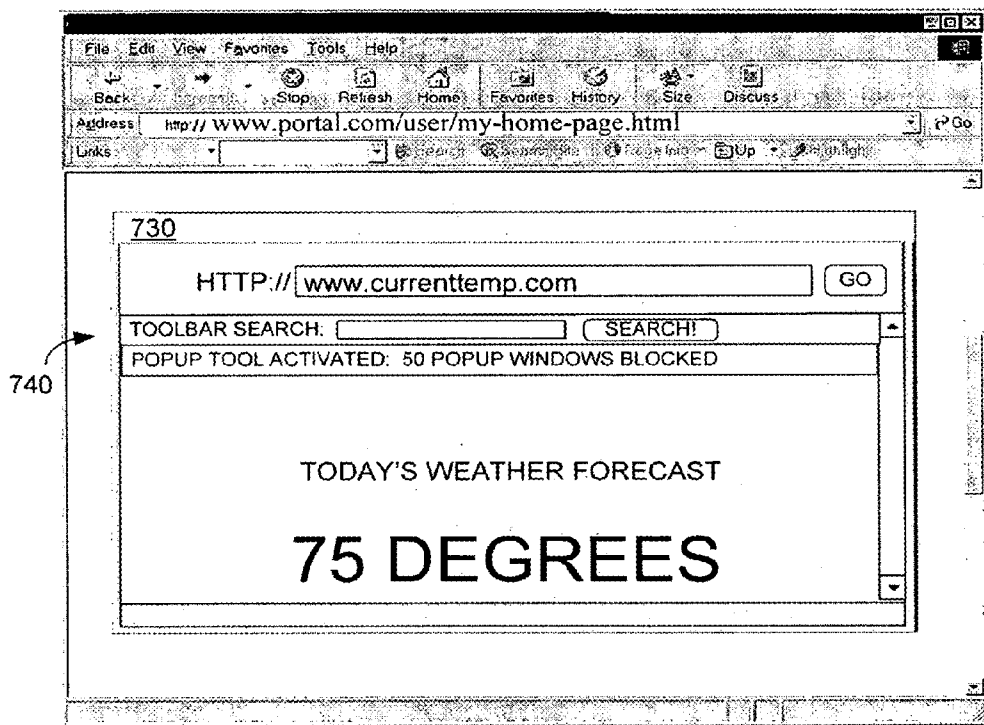 File Edit View Favorites Tools Help
Back Stop Refresh Home Favorites History Size Discuss
Address http:// www.portal.com/user/my-home-page.html Go
Links Up
730
HTTP:// www.currenttemp.com GO
TOOLBAR SEARCH: SEARCH!
POPUP TOOL ACTIVATED: 50 POPUP WINDOWS BLOCKED
740
TODAY'S WEATHER FORECAST
75 DEGREES